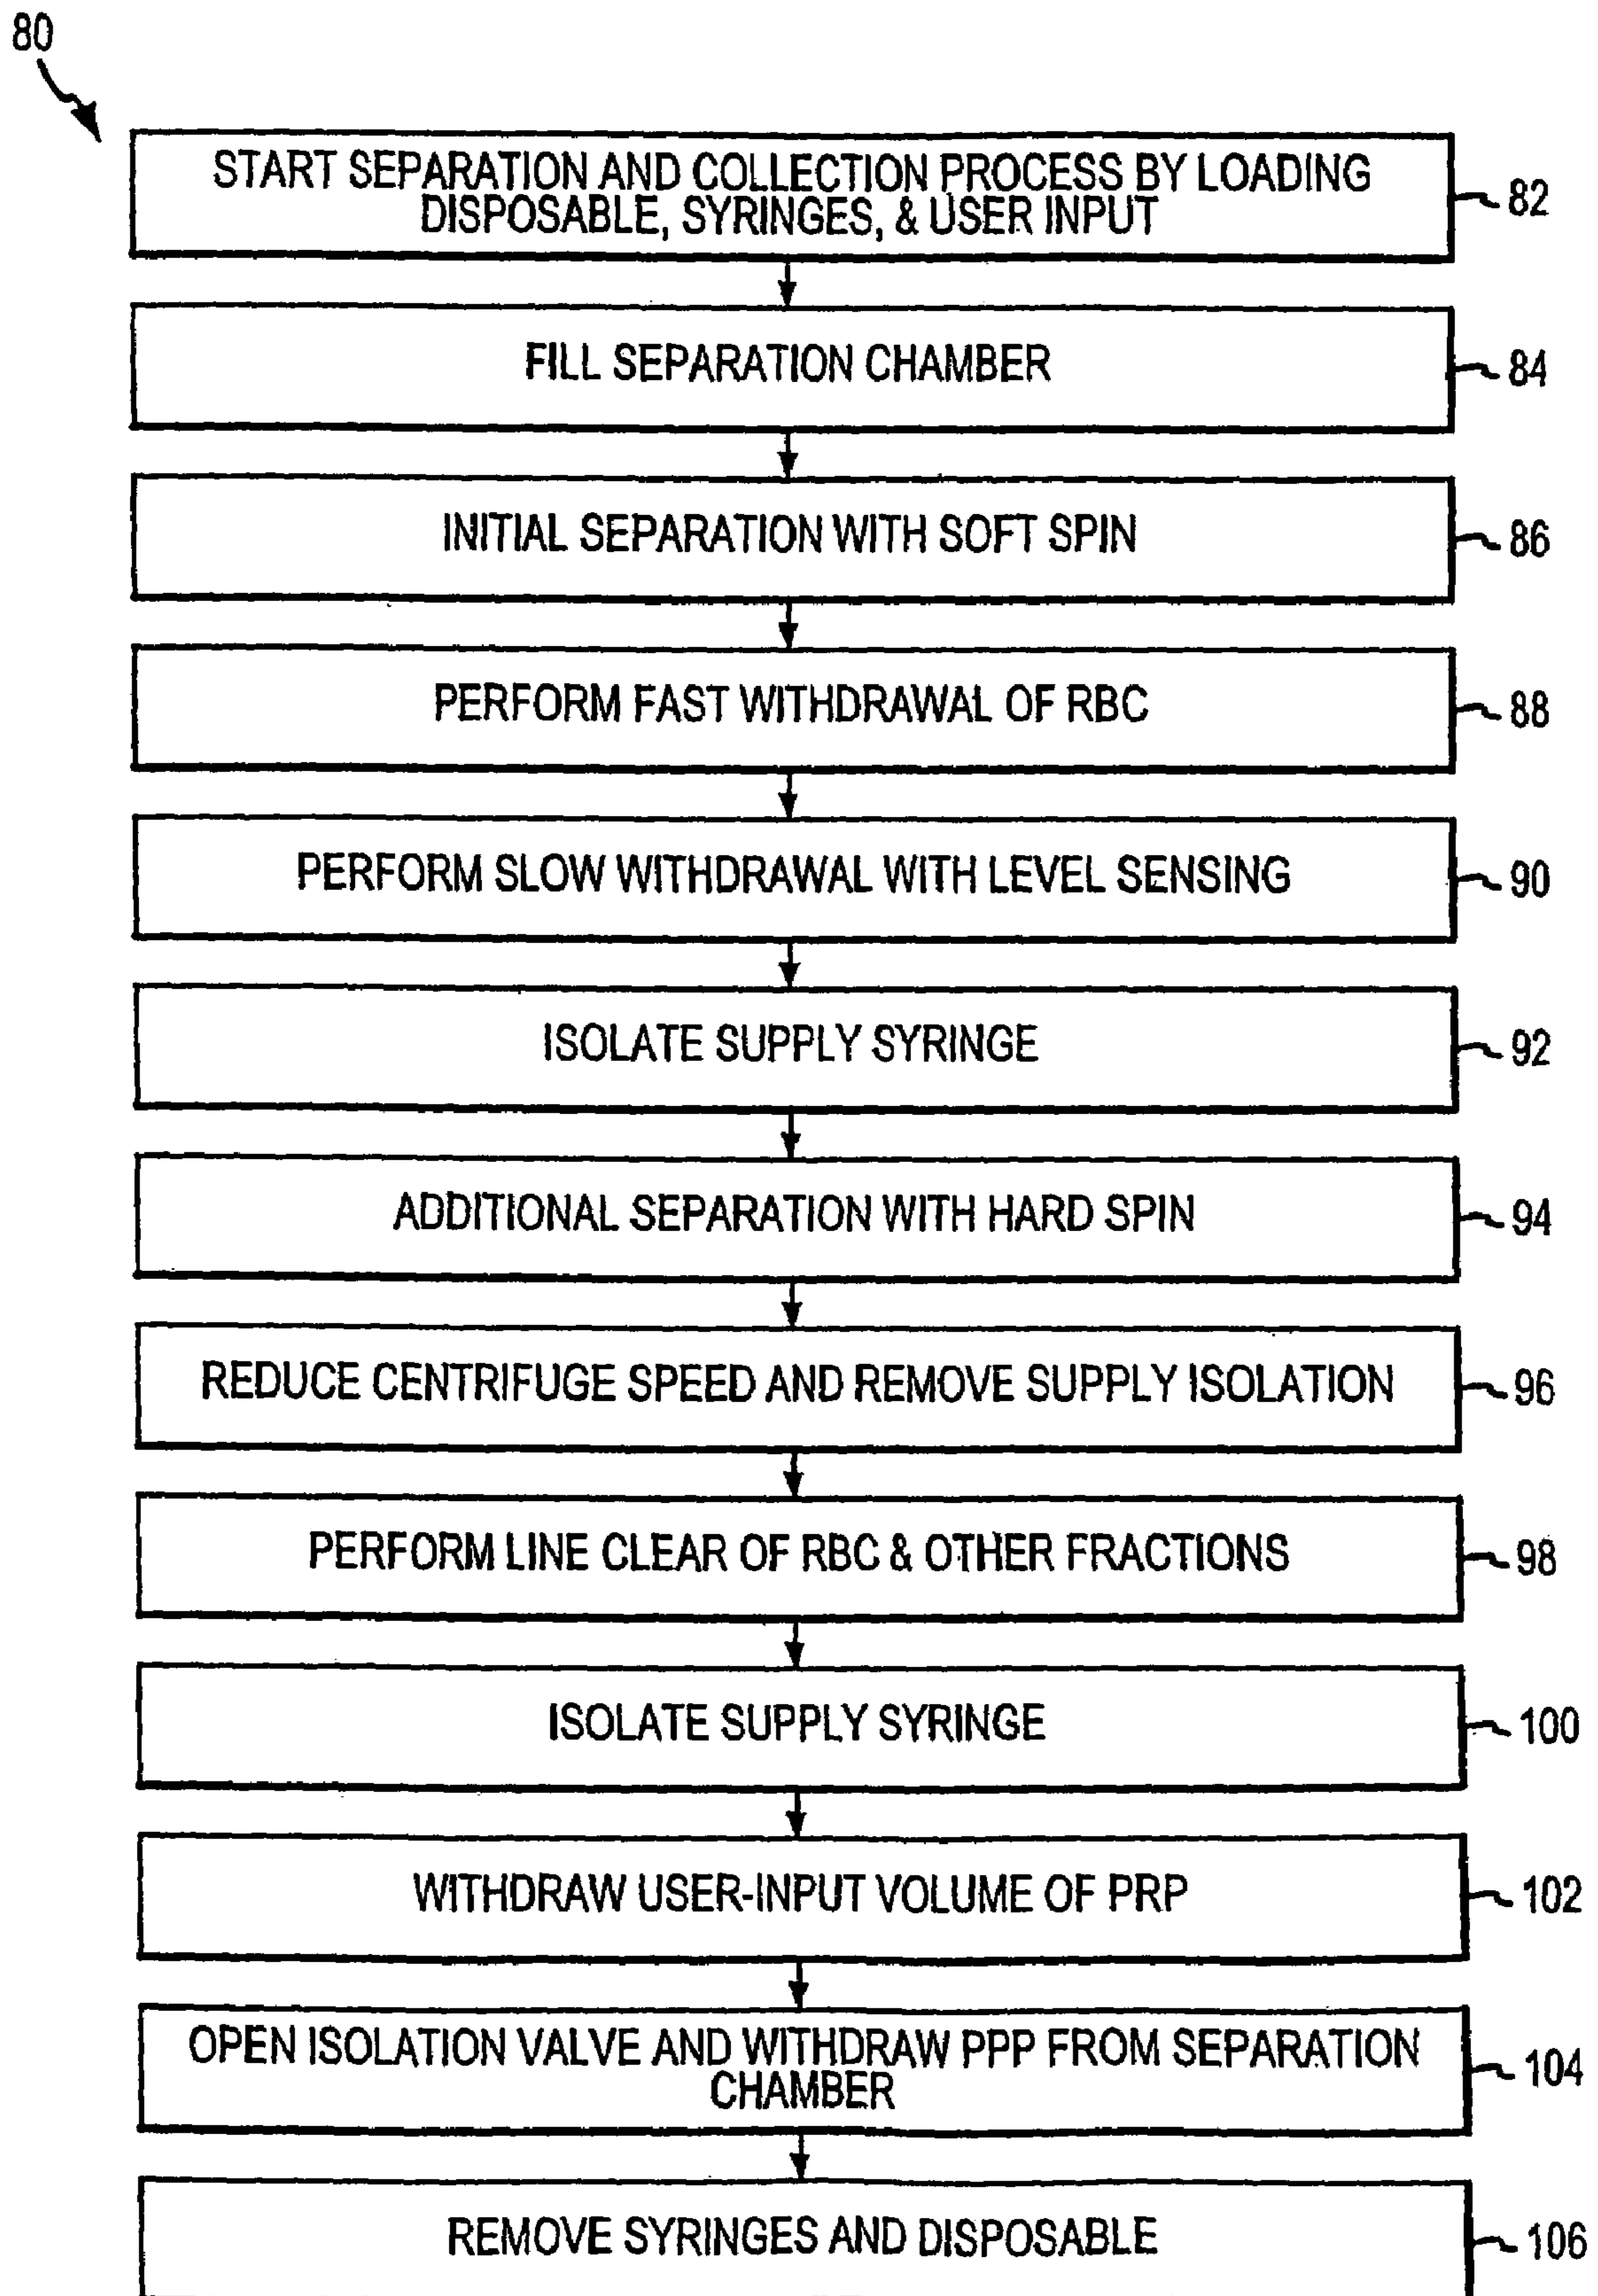 80
START SEPARATION AND COLLECTION PROCESS BY LOADING
DISPOSABLE, SYRINGES, & USER INPUT
82
FILL SEPARATION CHAMBER
84
INITIAL SEPARATION WITH SOFT SPIN
86
PERFORM FAST WITHDRAWAL OF RBC
88
PERFORM SLOW WITHDRAWAL WITH LEVEL SENSING
90
ISOLATE SUPPLY SYRINGE
92
ADDITIONAL SEPARATION WITH HARD SPIN
94
REDUCE CENTRIFUGE SPEED AND REMOVE SUPPLY ISOLATION
96
PERFORM LINE CLEAR OF RBC & OTHER FRACTIONS
98
ISOLATE SUPPLY SYRINGE
100
WITHDRAW USER-INPUT VOLUME OF PRP
102
OPEN ISOLATION VALVE AND WITHDRAW PPP FROM SEPARATION
CHAMBER
104
REMOVE SYRINGES AND DISPOSABLE
106